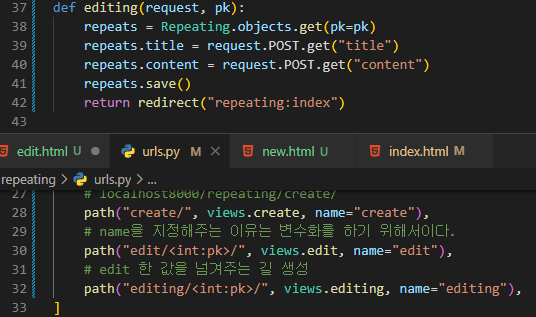 37 def editing(request, pk):
38 repeats = Repeating.objects.get(pk=pk)
39 repeats.title = request.POST.get("title")
40 repeats.content = request.POST.get("content")
41 repeats.save()
42 return redirect("repeating:index")
43
edit.html U ● urls.py M × new.html U index.html M
repeating > urls.py > ...
27 # localhost8000/repeating/create/
28 path("create/", views.create, name="create"),
29 # name을 지정해주는 이유는 변수화를 하기 위해서이다.
30 path("edit/<int:pk>/", views.edit, name="edit"),
31 # edit 한 값을 넘겨주는 길 생성
32 path("editing/<int:pk>/", views.editing, name="editing"),
33 ]